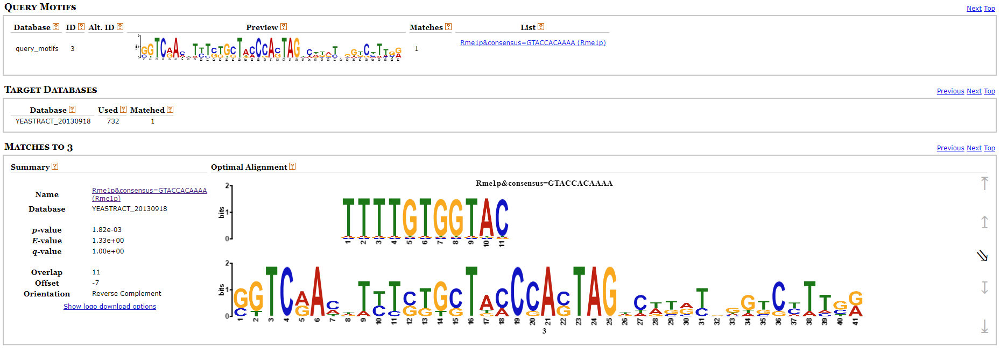 QUERY MOTIFS
Next Top
Database ? ID ? Alt. ID ? Preview ? Matches ? List ?
query_motifs 3 1 Rme1p&consensus=GTACCACAAAA (Rme1p)
TARGET DATABASES
Previous Next Top
Database ? Used ? Matched ?
YEASTRACT_20130918 732 1
MATCHES TO 3
Previous Next Top
Summary ?
Name Rme1p&consensus=GTACCACAAAA
(Rme1p)
Database YEASTRACT_20130918
p-value 1.82e-03
E-value 1.33e+00
q-value 1.00e+00
Overlap 11
Offset -7
Orientation Reverse Complement
Show logo download options
Optimal Alignment ?
Rme1p&consensus=GTACCACAAAA
2
bits
1
0
TTTTGTGGTAC
1 2 3 4 5 6 7 8 9 10 11
2
bits
1
0
1 2 3 4 5 6 7 8 9 10 11 12 13 14 15 16 17 18 19 20 21 22 23 24 25 26 27 28 29 30 31 32 33 34 35 36 37 38 39 40 41
3